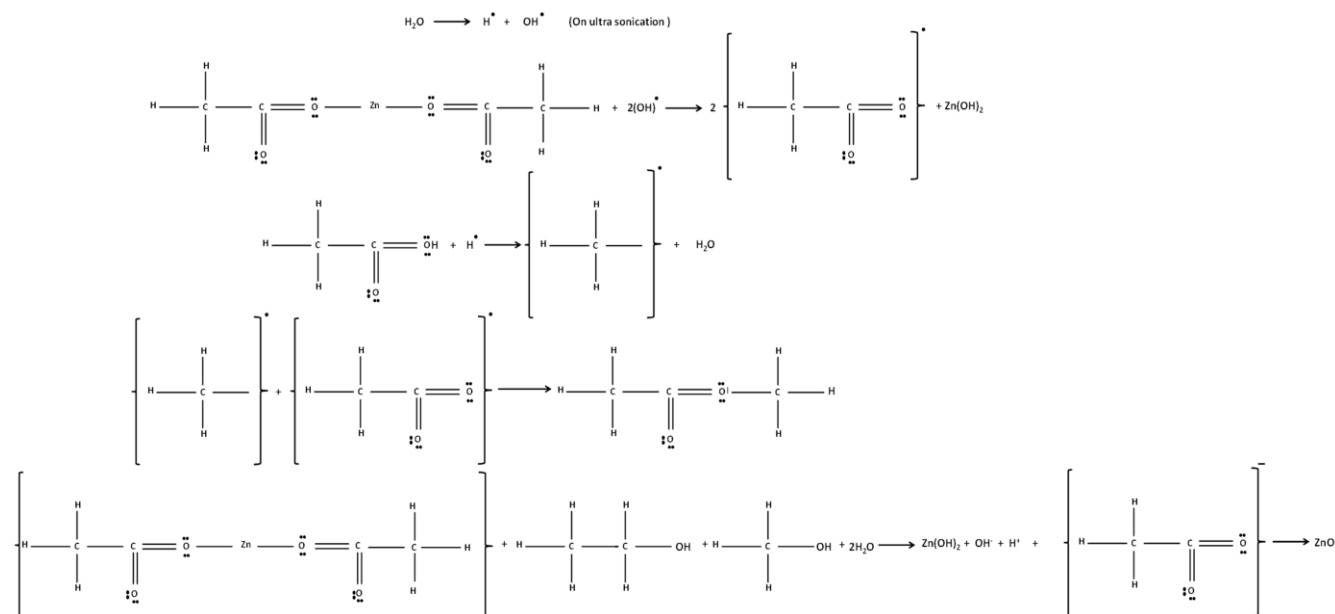 H₂O ⟶ H• + OH• (On ultra sonication )
H H H
H C C O Zn O C C H + 2(OH)• ⟶ 2 H C C O • + Zn(OH)₂
H O O H H O
H H
H C C OH + H• ⟶ H C • + H₂O
H O H
H H H H
H C • + H C C O • ⟶ H C C O C H
H H O H O H
H H H H H H
H C C O Zn O C C H + H C C OH + H C OH + 2H₂O ⟶ Zn(OH)₂ + OH⁻ + H⁺ + H C C O − ⟶ ZnO
H O O H H H H H O